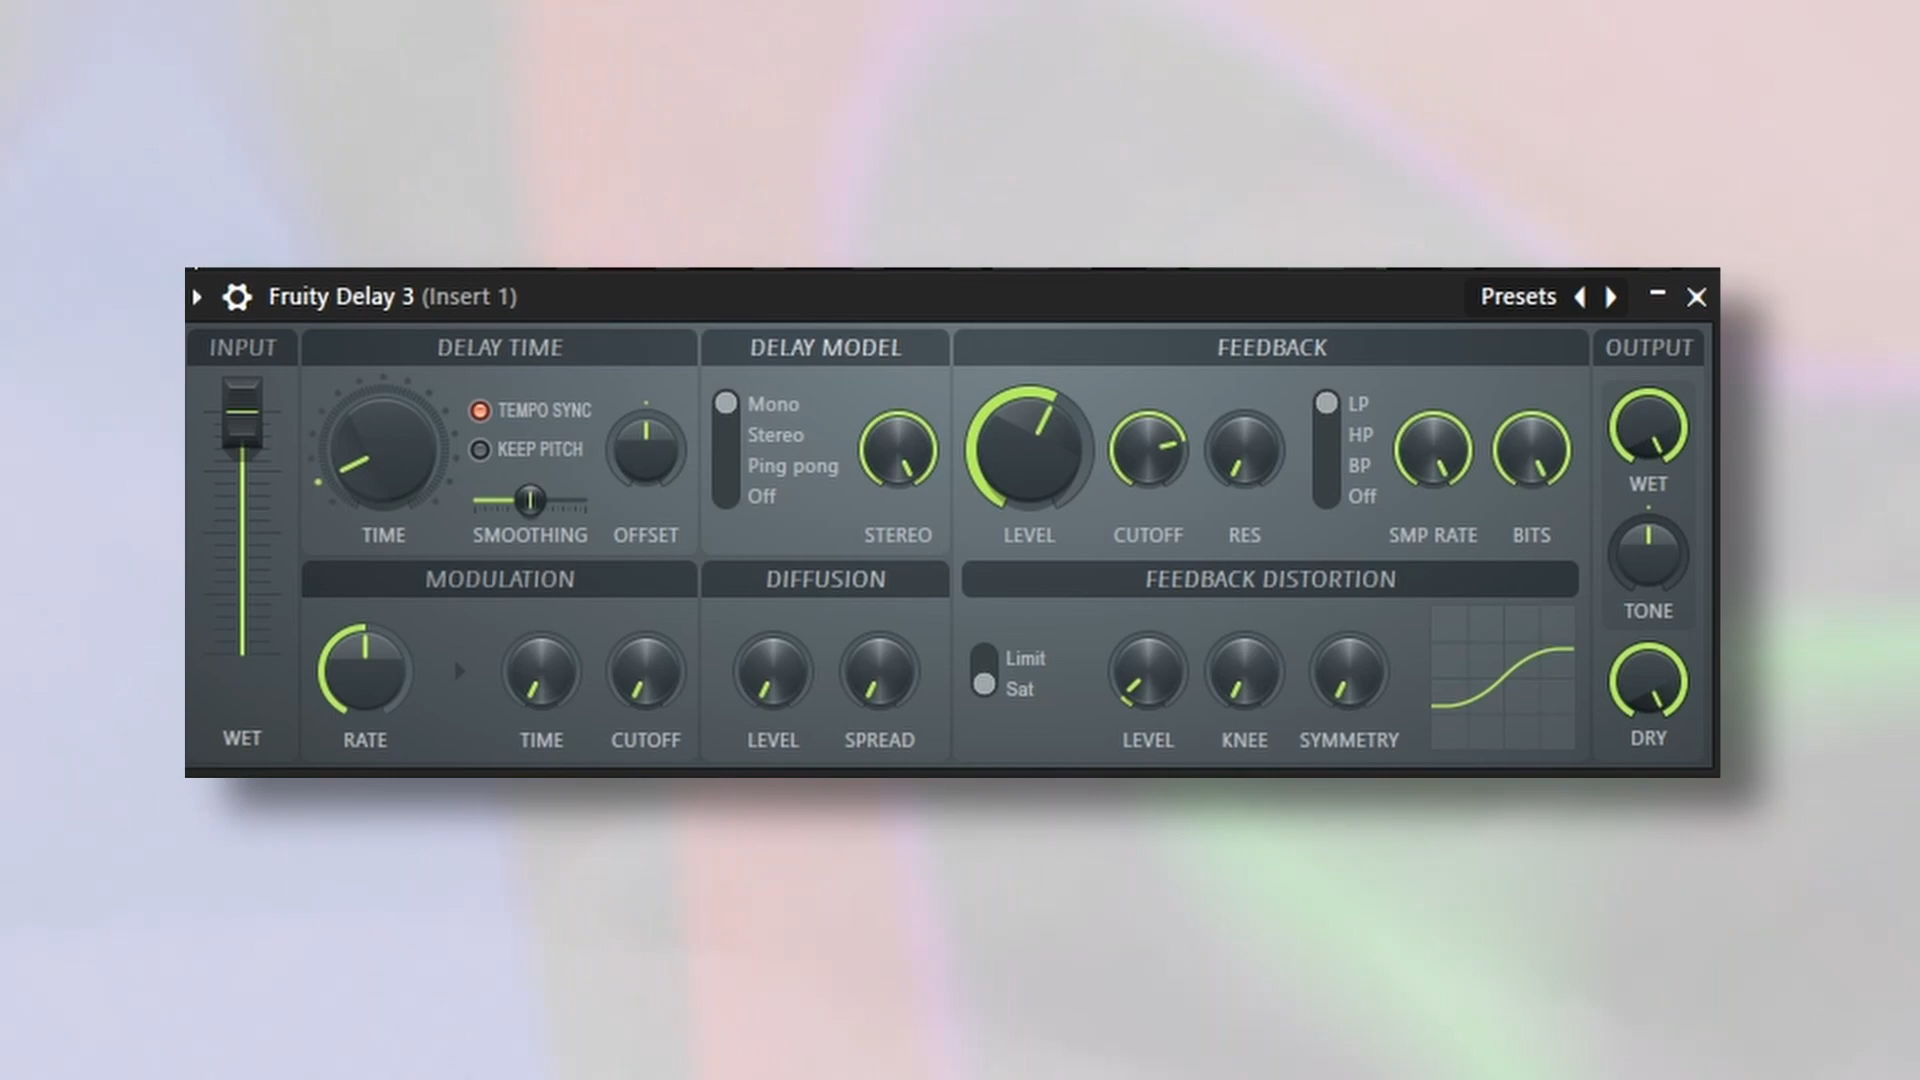 Fruity Delay 3 (Insert 1)
Presets
INPUT
DELAY TIME
DELAY MODEL
FEEDBACK
OUTPUT
TEMPO SYNC
KEEP PITCH
Mono
Stereo
Ping pong
Off
LP
HP
BP
Off
WET
TIME
SMOOTHING
OFFSET
STEREO
LEVEL
CUTOFF
RES
SMP RATE
BITS
MODULATION
DIFFUSION
FEEDBACK DISTORTION
TONE
Limit
Sat
WET
RATE
TIME
CUTOFF
LEVEL
SPREAD
LEVEL
KNEE
SYMMETRY
DRY